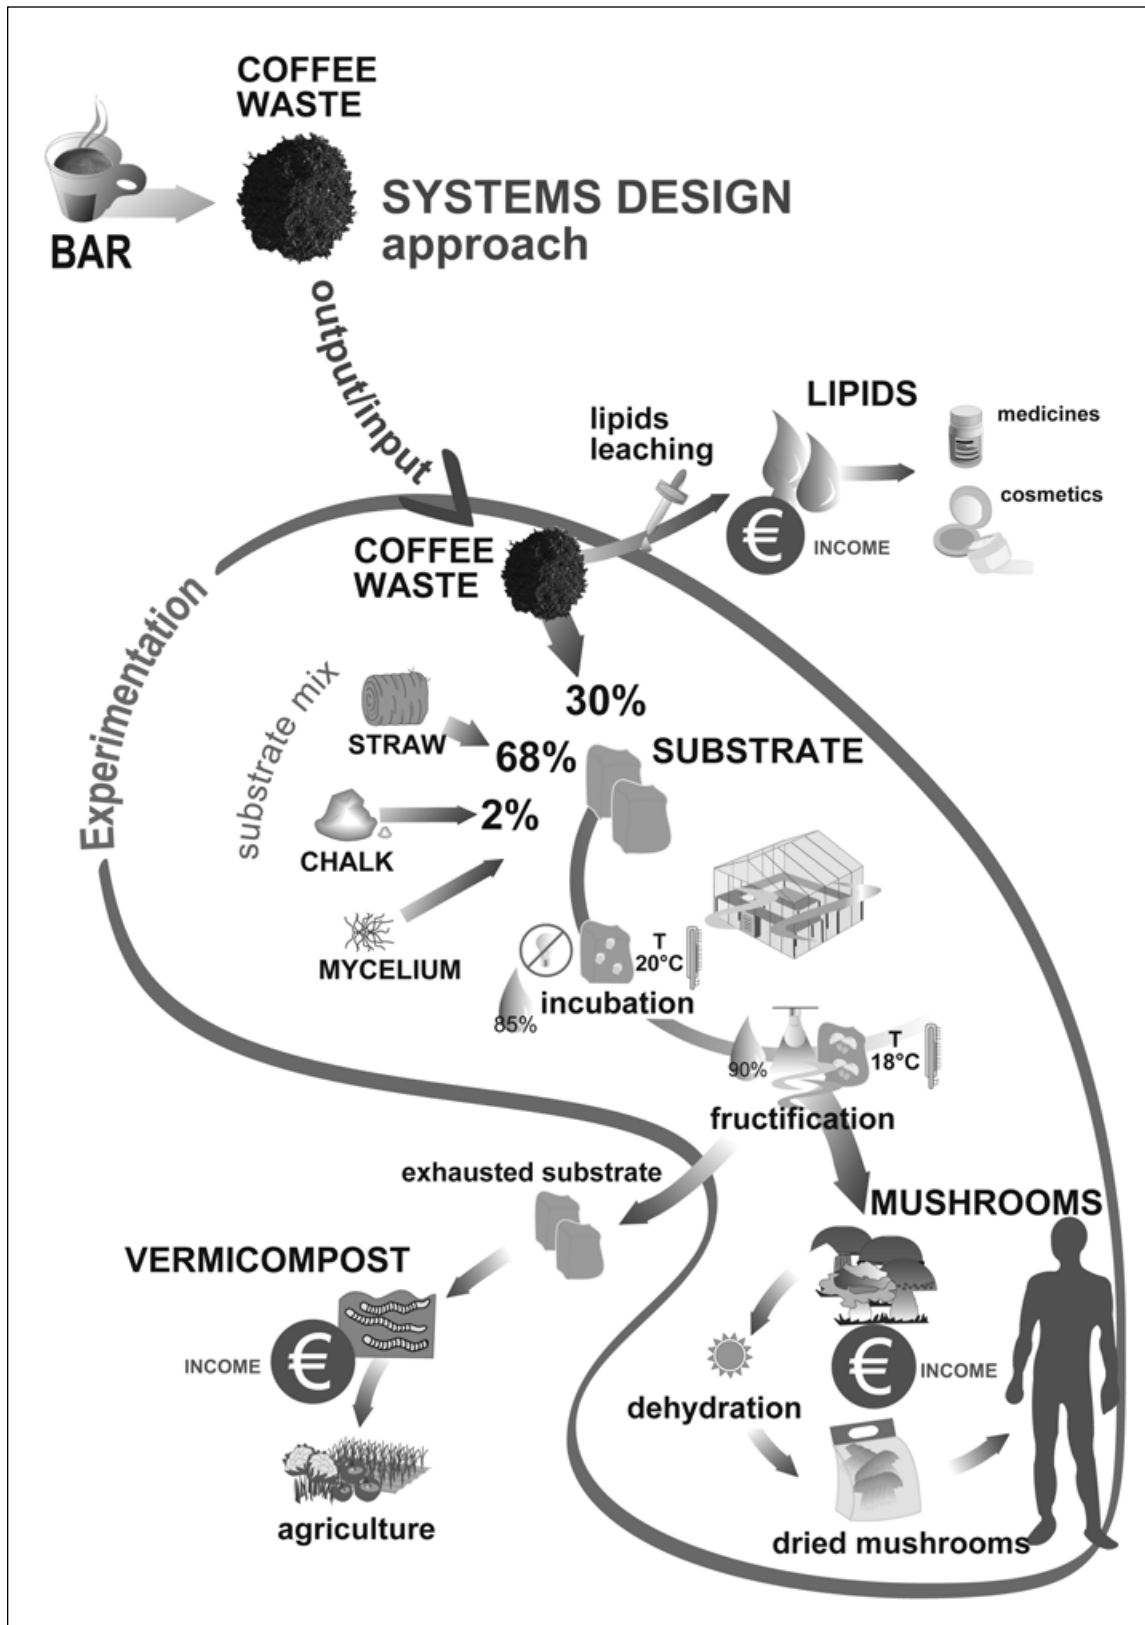 COFFEE
WASTE
BAR
SYSTEMS DESIGN
approach
output/input
LIPIDS
lipids
leaching
medicines
cosmetics
€
INCOME
COFFEE
WASTE
Experimentation
substrate mix
30%
STRAW
68%
SUBSTRATE
2%
CHALK
MYCELIUM
T
20°C
incubation
85%
T
18°C
90%
fructification
exhausted substrate
MUSHROOMS
VERMICOMPOST
€
INCOME
€
INCOME
dehydration
agriculture
dried mushrooms